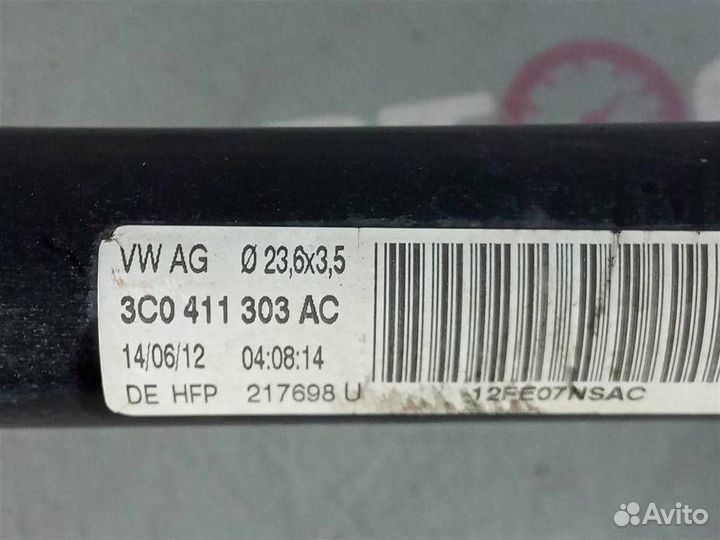 VW AG Ø 23,6x3,5
3C0 411 303 AC
14/06/12 04:08:14
DE HFP 217698 U
12FE07NSAC
Avito